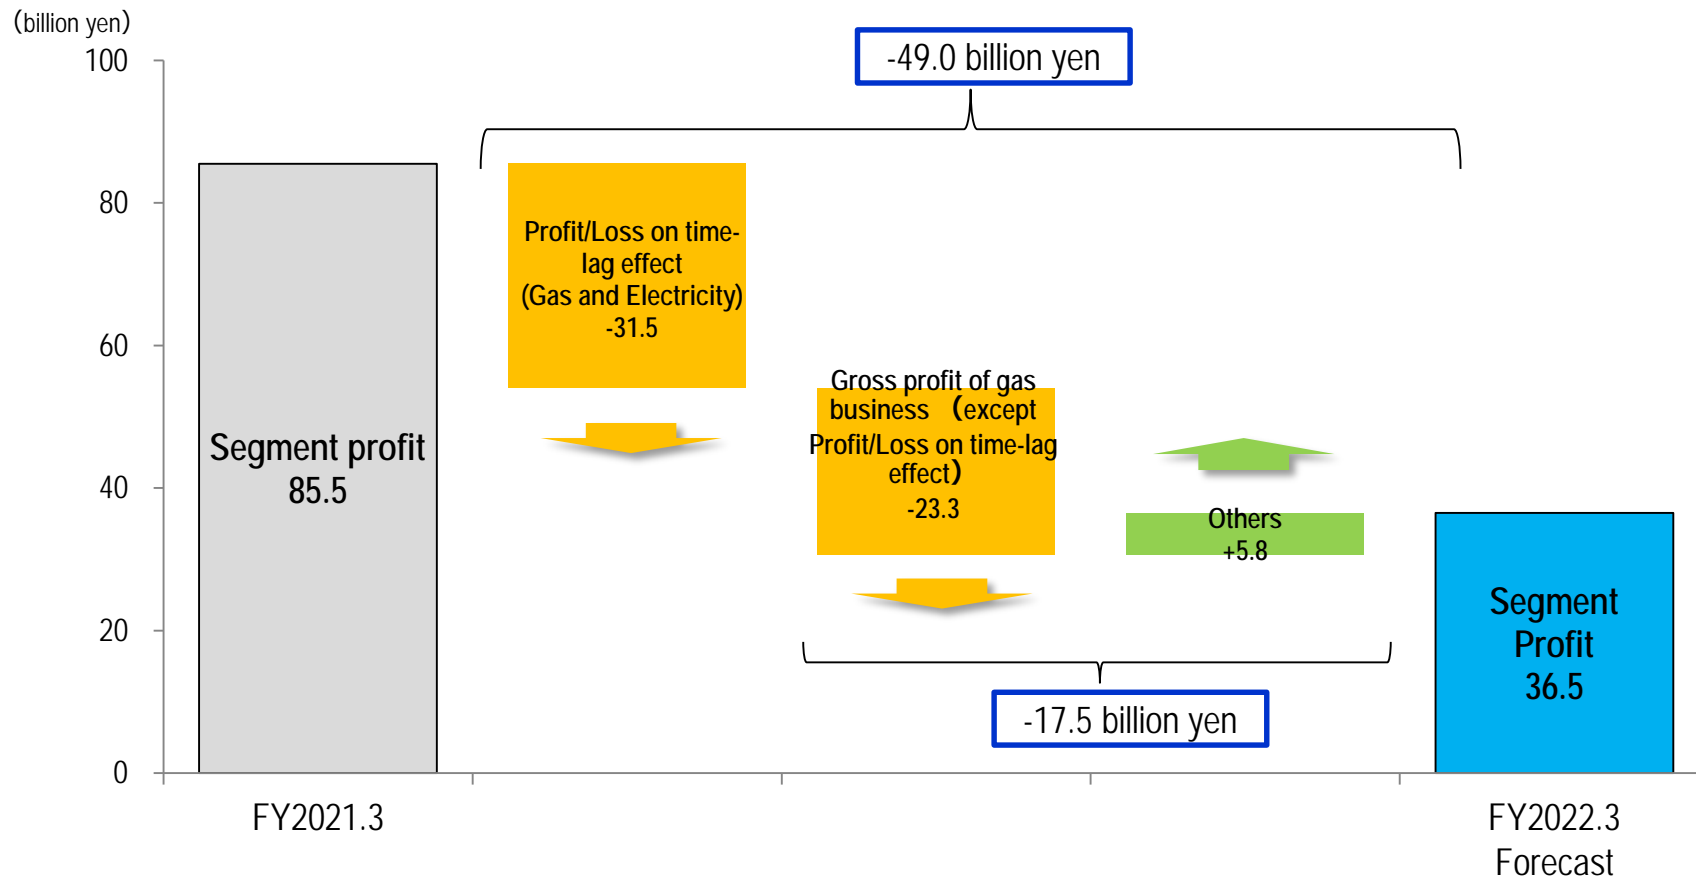 (billion yen)
100
80
60
40
20
0
-49.0 billion yen
Segment profit
85.5
Profit/Loss on time-
lag effect
(Gas and Electricity)
-31.5
Gross profit of gas
business （except
Profit/Loss on time-lag
effect）
-23.3
Others
+5.8
-17.5 billion yen
Segment
Profit
36.5
FY2021.3
FY2022.3
Forecast